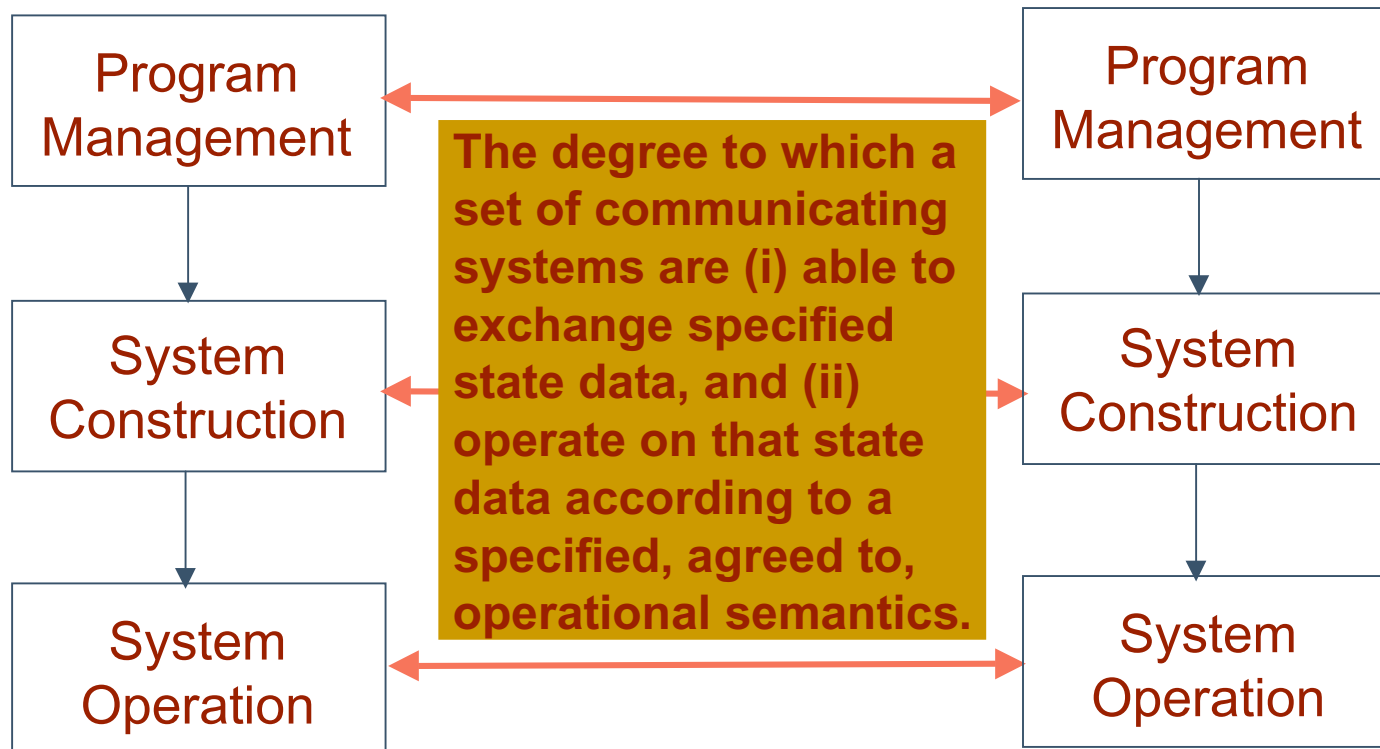 Program
Management
Program
Management
The degree to which a
set of communicating
systems are (i) able to
exchange specified
state data, and (ii)
operate on that state
data according to a
specified, agreed to,
operational semantics.
System
Construction
System
Construction
System
Operation
System
Operation